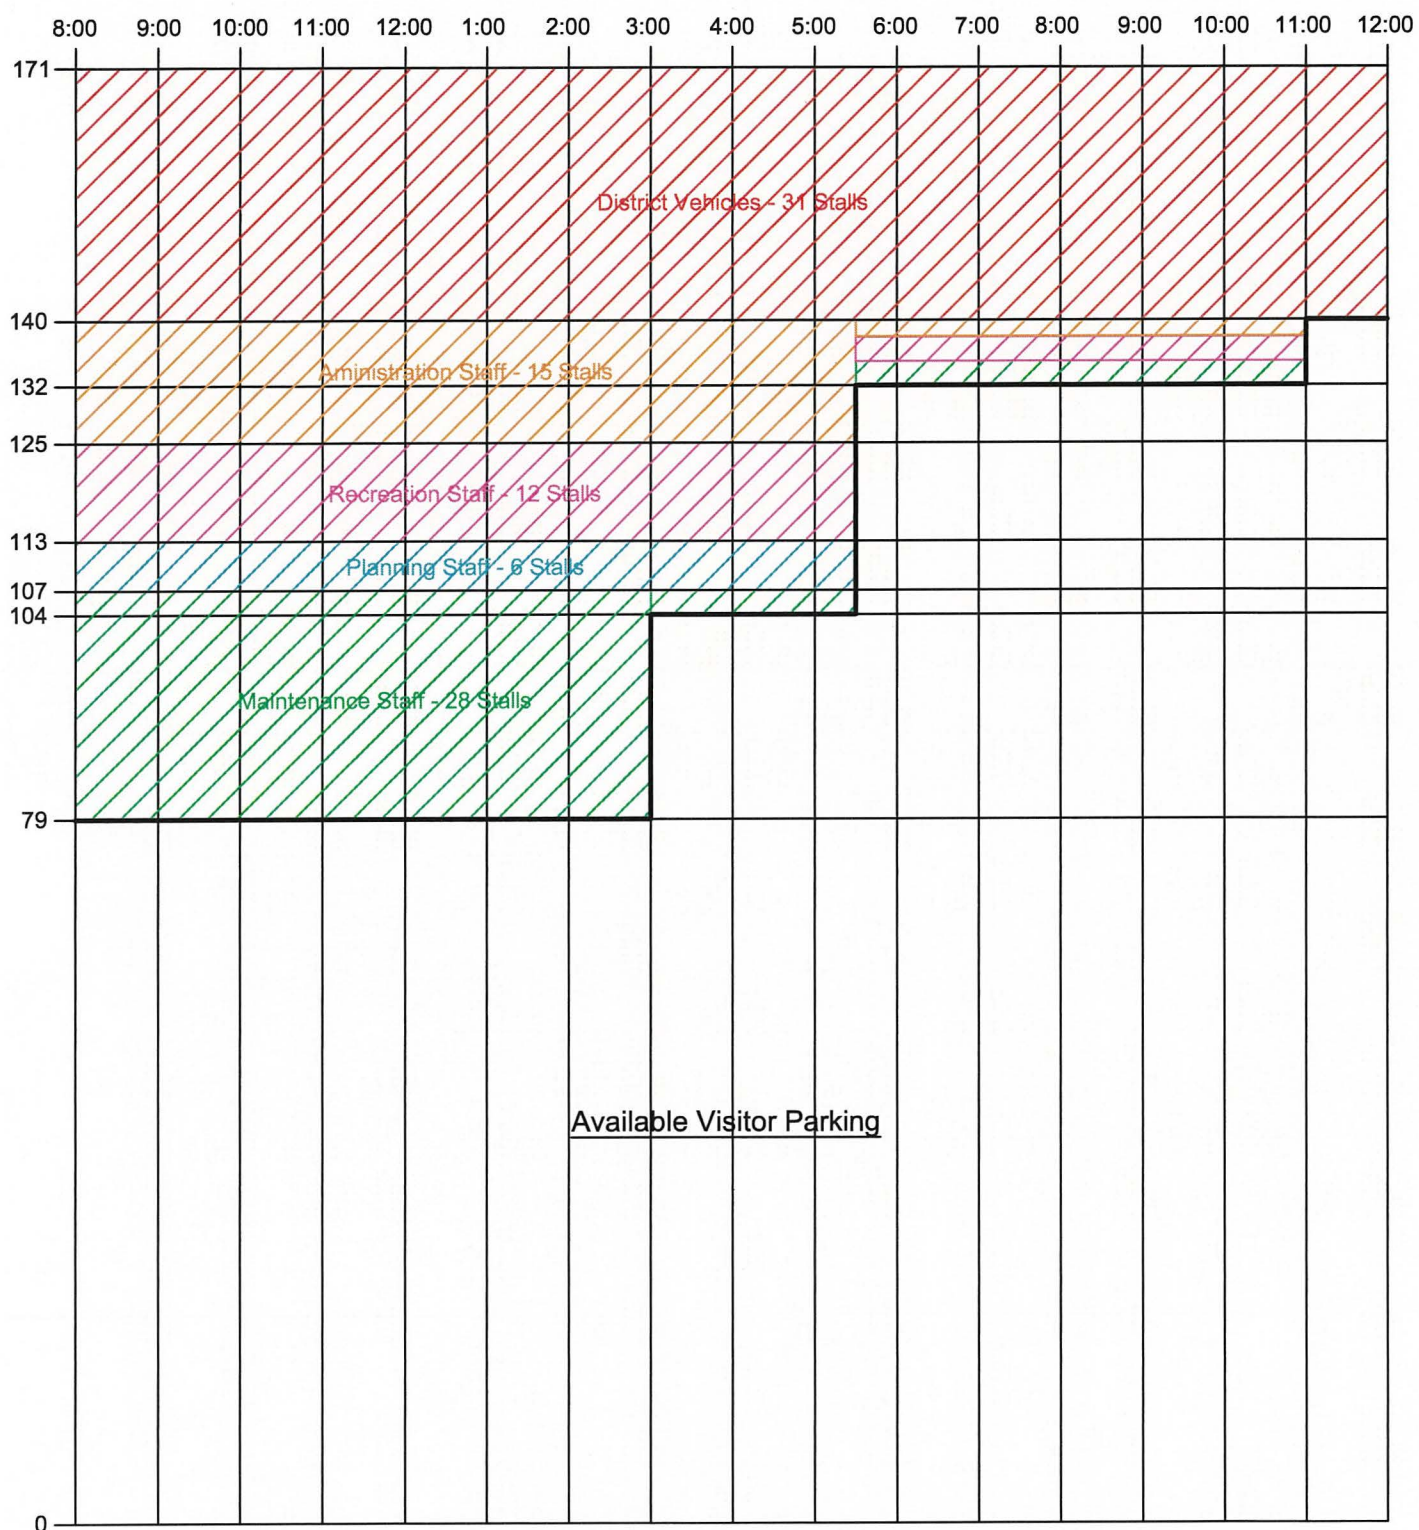 8:00 9:00 10:00 11:00 12:00 1:00 2:00 3:00 4:00 5:00 6:00 7:00 8:00 9:00 10:00 11:00 12:00
171
District Vehicles - 31 Stalls
140
Aministration Staff - 15 Stalls
132
125
Recreation Staff - 12 Stalls
113
Planning Staff - 6 Stalls
107
104
Maintenance Staff - 28 Stalls
79
Available Visitor Parking
0